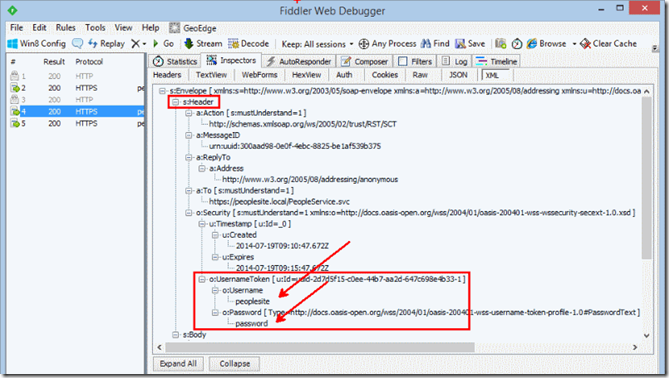 Fiddler Web Debugger
File Edit Rules Tools View Help GeoEdge
Win8 Config Replay Go Stream Decode Keep: All sessions Any Process Find Save Browse Clear Cache
# Result Protocol
1 200 HTTP
2 200 HTTPS pe
3 200 HTTP
4 200 HTTPS pe
5 200 HTTPS pe
Statistics Inspectors AutoResponder Composer Filters Log Timeline
Headers TextView WebForms HexView Auth Cookies Raw JSON XML
s:Envelope [ xmlns:s=http://www.w3.org/2003/05/soap-envelope xmlns:a=http://www.w3.org/2005/08/addressing xmlns:u=http://docs.oas
s:Header
a:Action [ s:mustUnderstand=1 ]
http://schemas.xmlsoap.org/ws/2005/02/trust/RST/SCT
a:MessageID
urn:uuid:300aad98-0e0f-4ebc-8825-be1af539b375
a:ReplyTo
a:Address
http://www.w3.org/2005/08/addressing/anonymous
a:To [ s:mustUnderstand=1 ]
https://peoplesite.local/PeopleService.svc
o:Security [ s:mustUnderstand=1 xmlns:o=http://docs.oasis-open.org/wss/2004/01/oasis-200401-wss-wssecurity-secext-1.0.xsd ]
u:Timestamp [ u:Id=_0 ]
u:Created
2014-07-19T09:10:47.672Z
u:Expires
2014-07-19T09:15:47.672Z
o:UsernameToken [ u:Id=uuid-2d7d5f15-c0ee-44b7-aa2d-647c698e4b33-1 ]
o:Username
peoplesite
o:Password [ Type=http://docs.oasis-open.org/wss/2004/01/oasis-200401-wss-username-token-profile-1.0#PasswordText ]
password
s:Body
Expand All Collapse